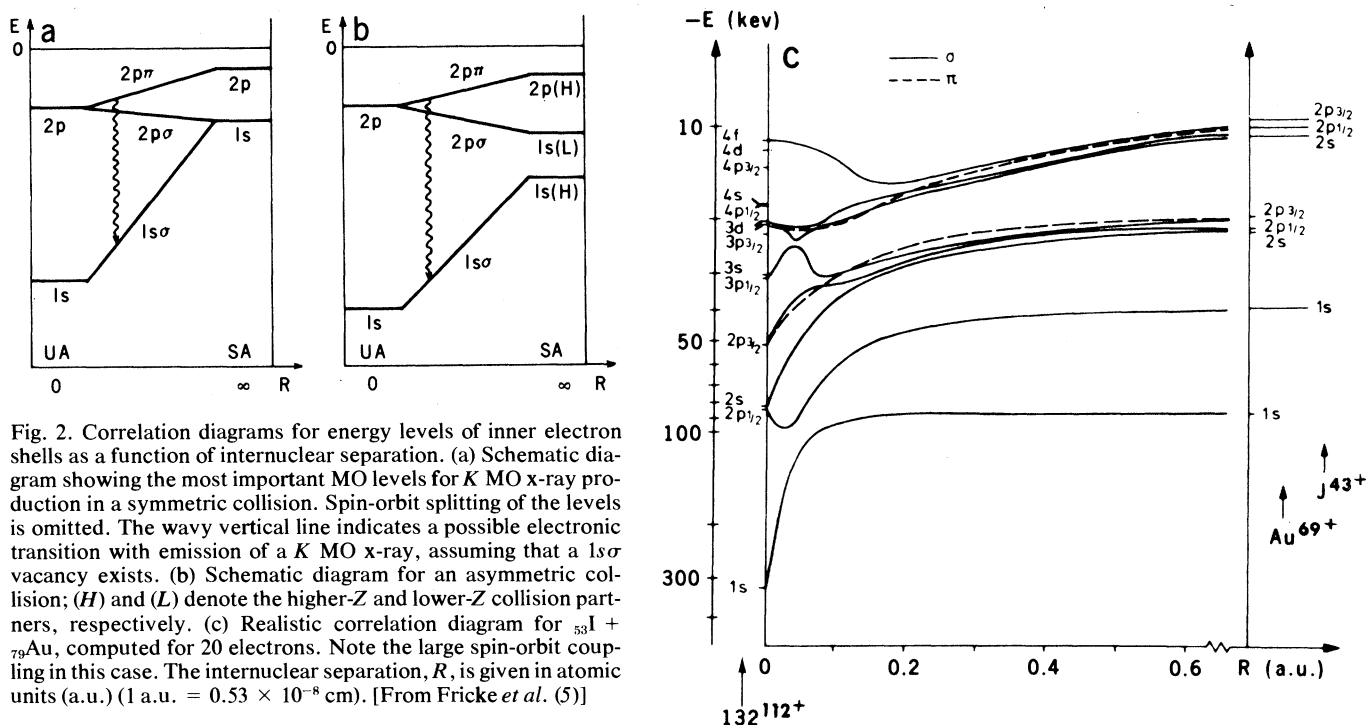 E
a
0
2pπ
2p
2p
2pσ
1s
1sσ
1s
UA
SA
0
∞
R
E
b
0
2pπ
2p(H)
2p
2pσ
1s(L)
1s(H)
1sσ
1s
UA
SA
0
∞
R
Fig. 2. Correlation diagrams for energy levels of inner electron
shells as a function of internuclear separation. (a) Schematic dia-
gram showing the most important MO levels for K MO x-ray pro-
duction in a symmetric collision. Spin-orbit splitting of the levels
is omitted. The wavy vertical line indicates a possible electronic
transition with emission of a K MO x-ray, assuming that a 1sσ
vacancy exists. (b) Schematic diagram for an asymmetric col-
lision; (H) and (L) denote the higher-Z and lower-Z collision part-
ners, respectively. (c) Realistic correlation diagram for ₅₃I +
₇₉Au, computed for 20 electrons. Note the large spin-orbit coup-
ling in this case. The internuclear separation, R, is given in atomic
units (a.u.) (1 a.u. = 0.53 × 10⁻⁸ cm). [From Fricke et al. (5)]
−E (kev)
C
σ
π
10
50
100
300
4f
4d
4p3/2
4s
4p1/2
3d
3p3/2
3s
3p1/2
2p3/2
2s
2p1/2
1s
2p3/2
2p1/2
2s
2p3/2
2p1/2
2s
1s
1s
J⁴³⁺
Au⁶⁹⁺
0
0.2
0.4
0.6
R (a.u.)
132¹¹²⁺